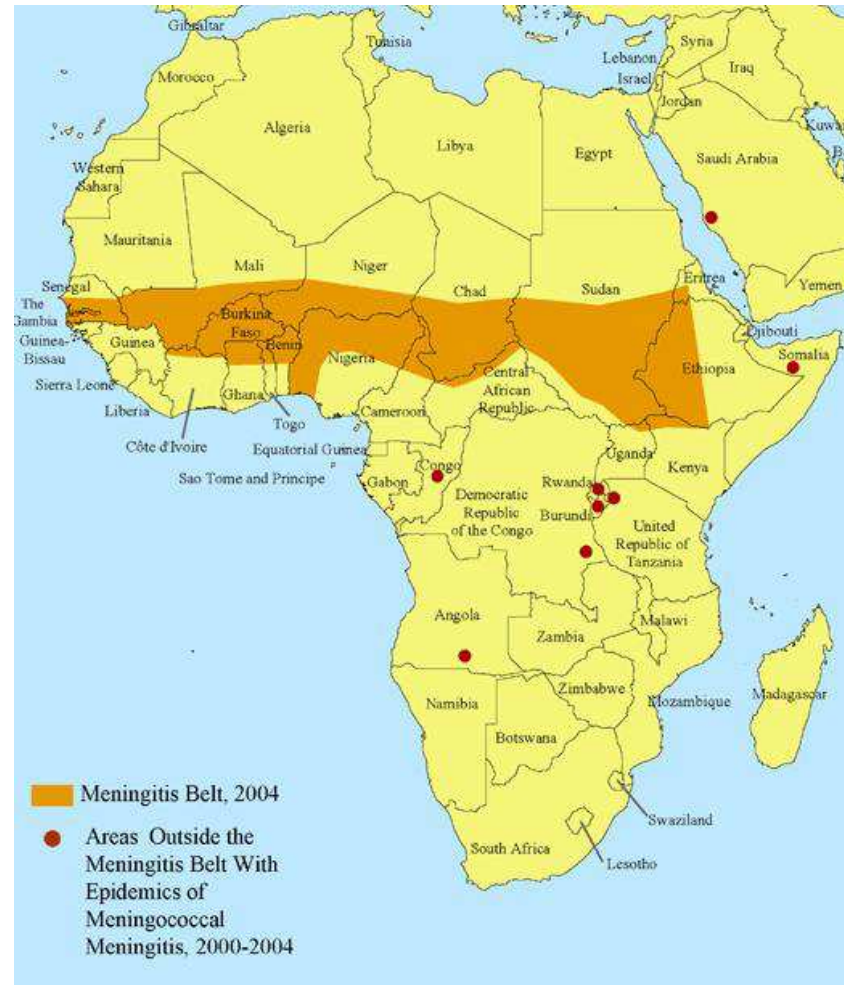 Gibraltar
Tunisia
Syria
Lebanon
Iraq
Israel
Morocco
Jordan
Algeria
Libya
Egypt
Saudi Arabia
Western
Sahara
Mauritania
Mali
Niger
Chad
Sudan
Eritrea
Yemen
Senegal
The
Gambia
Burkina
Faso
Djibouti
Guinea-
Bissau
Guinea
Benin
Nigeria
Ethiopia
Somalia
Sierra Leone
Central
African
Republic
Ghana
Cameroon
Liberia
Togo
Côte d'Ivoire
Equatorial Guinea
Uganda
Kenya
Sao Tome and Principe
Gabon
Congo
Rwanda
Democratic
Republic
of the Congo
Burundi
United
Republic of
Tanzania
Angola
Malawi
Zambia
Zimbabwe
Namibia
Mozambique
Madagascar
Botswana
Swaziland
South Africa
Lesotho
Meningitis Belt, 2004
Areas Outside the
Meningitis Belt With
Epidemics of
Meningococcal
Meningitis, 2000-2004